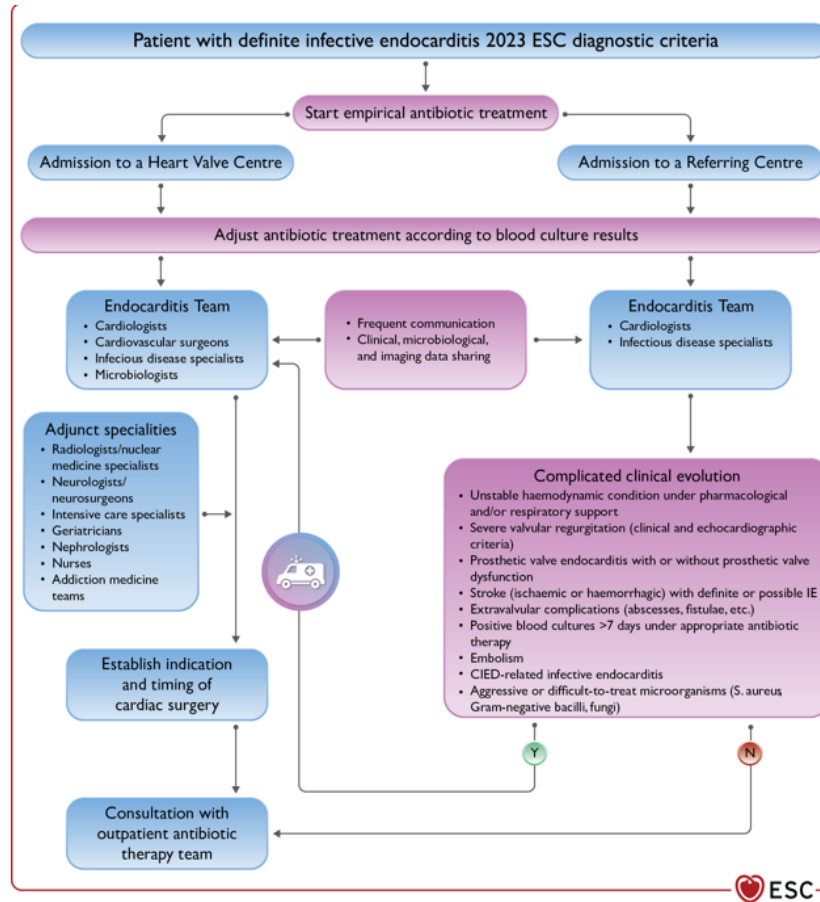 Patient with definite infective endocarditis 2023 ESC diagnostic criteria
Start empirical antibiotic treatment
Admission to a Heart Valve Centre
Admission to a Referring Centre
Adjust antibiotic treatment according to blood culture results
Endocarditis Team
• Cardiologists
• Cardiovascular surgeons
• Infecious disease specialists
• Microbiologists
• Frequent communication
• Clinical, microbiological,
and imaging data sharing
Endocarditis Team
• Cardiologists
• Infectious disease specialists
Adjunct specialities
• Radiologists/nuclear
medicine specialists
• Neurologists/
neurosurgeons
• Intensive care specialists
• Geriatricians
• Nephrologists
• Nurses
• Addiction medicine
teams
Complicated clinical evolution
• Unstable haemodynamic condition under pharmacological
and/or respiratory support
• Severe valvular regurgitation (clinical and echocardiographic
criteria)
• Prosthetic valve endocarditis with or without prosthetic valve
dysfunction
• Stroke (ischaemic or haemorrhagic) with definite or possible IE
• Extravalvular complications (abscesses, fistulae, etc.)
• Positive blood cultures >7 days under appropriate antibiotic
therapy
• Embolism
• CIED-related infective endocarditis
• Aggressive or difficult-to-treat microorganisms (S. aureus,
Gram-negative bacilli, fungi)
Establish indication
and timing of
cardiac surgery
Y
N
Consultation with
outpatient antibiotic
therapy team
ESC